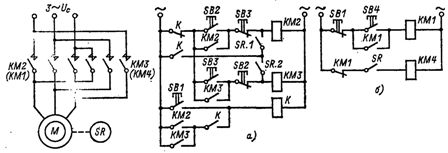 3~Uc
KM2
(KM1)
KM3
(KM4)
M
SR
~
~
K
SB2
SB3
KM2
KM2
K
SR.1
SR.2
SB3
SB2
KM3
KM3
SB1
K
KM2
KM3
K
а)
~
~
SB1
SB4
KM1
KM1
KM1
SR
KM4
б)